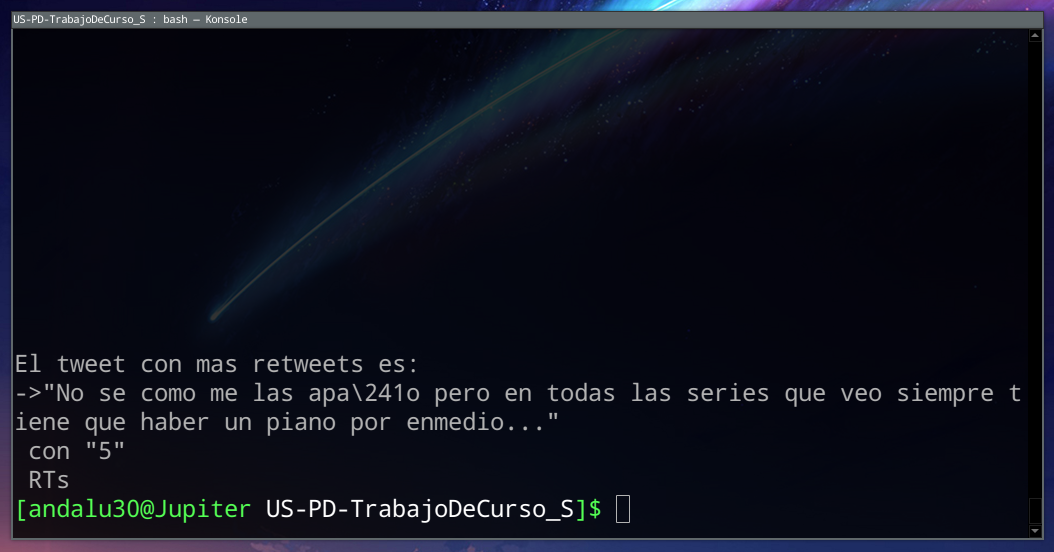 US-PD-TrabajoDeCurso_S : bash — Konsole
El tweet con mas retweets es:
->"No se como me las apa\241o pero en todas las series que veo siempre t
iene que haber un piano por enmedio..."
 con "5"
 RTs
[andalu30@Jupiter US-PD-TrabajoDeCurso_S]$